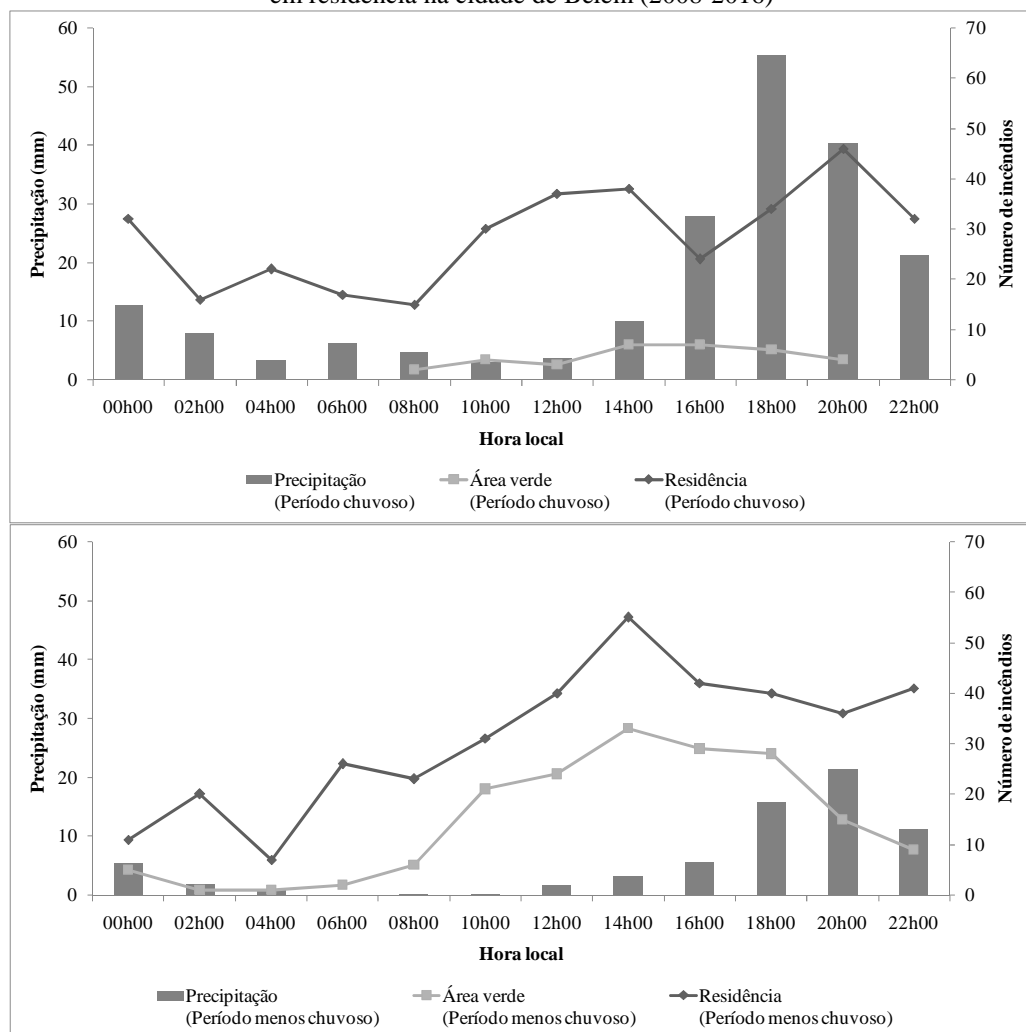 em residência na cidade de Belém (2008-2016)
60
50
40
30
20
10
0
Precipitação (mm)
70
60
50
40
30
20
10
0
Número de incêndios
00h00 02h00 04h00 06h00 08h00 10h00 12h00 14h00 16h00 18h00 20h00 22h00
Hora local
Precipitação (Período chuvoso)
Área verde (Período chuvoso)
Residência (Período chuvoso)
60
50
40
30
20
10
0
Precipitação (mm)
70
60
50
40
30
20
10
0
Número de incêndios
00h00 02h00 04h00 06h00 08h00 10h00 12h00 14h00 16h00 18h00 20h00 22h00
Hora local
Precipitação (Período menos chuvoso)
Área verde (Período menos chuvoso)
Residência (Período menos chuvoso)